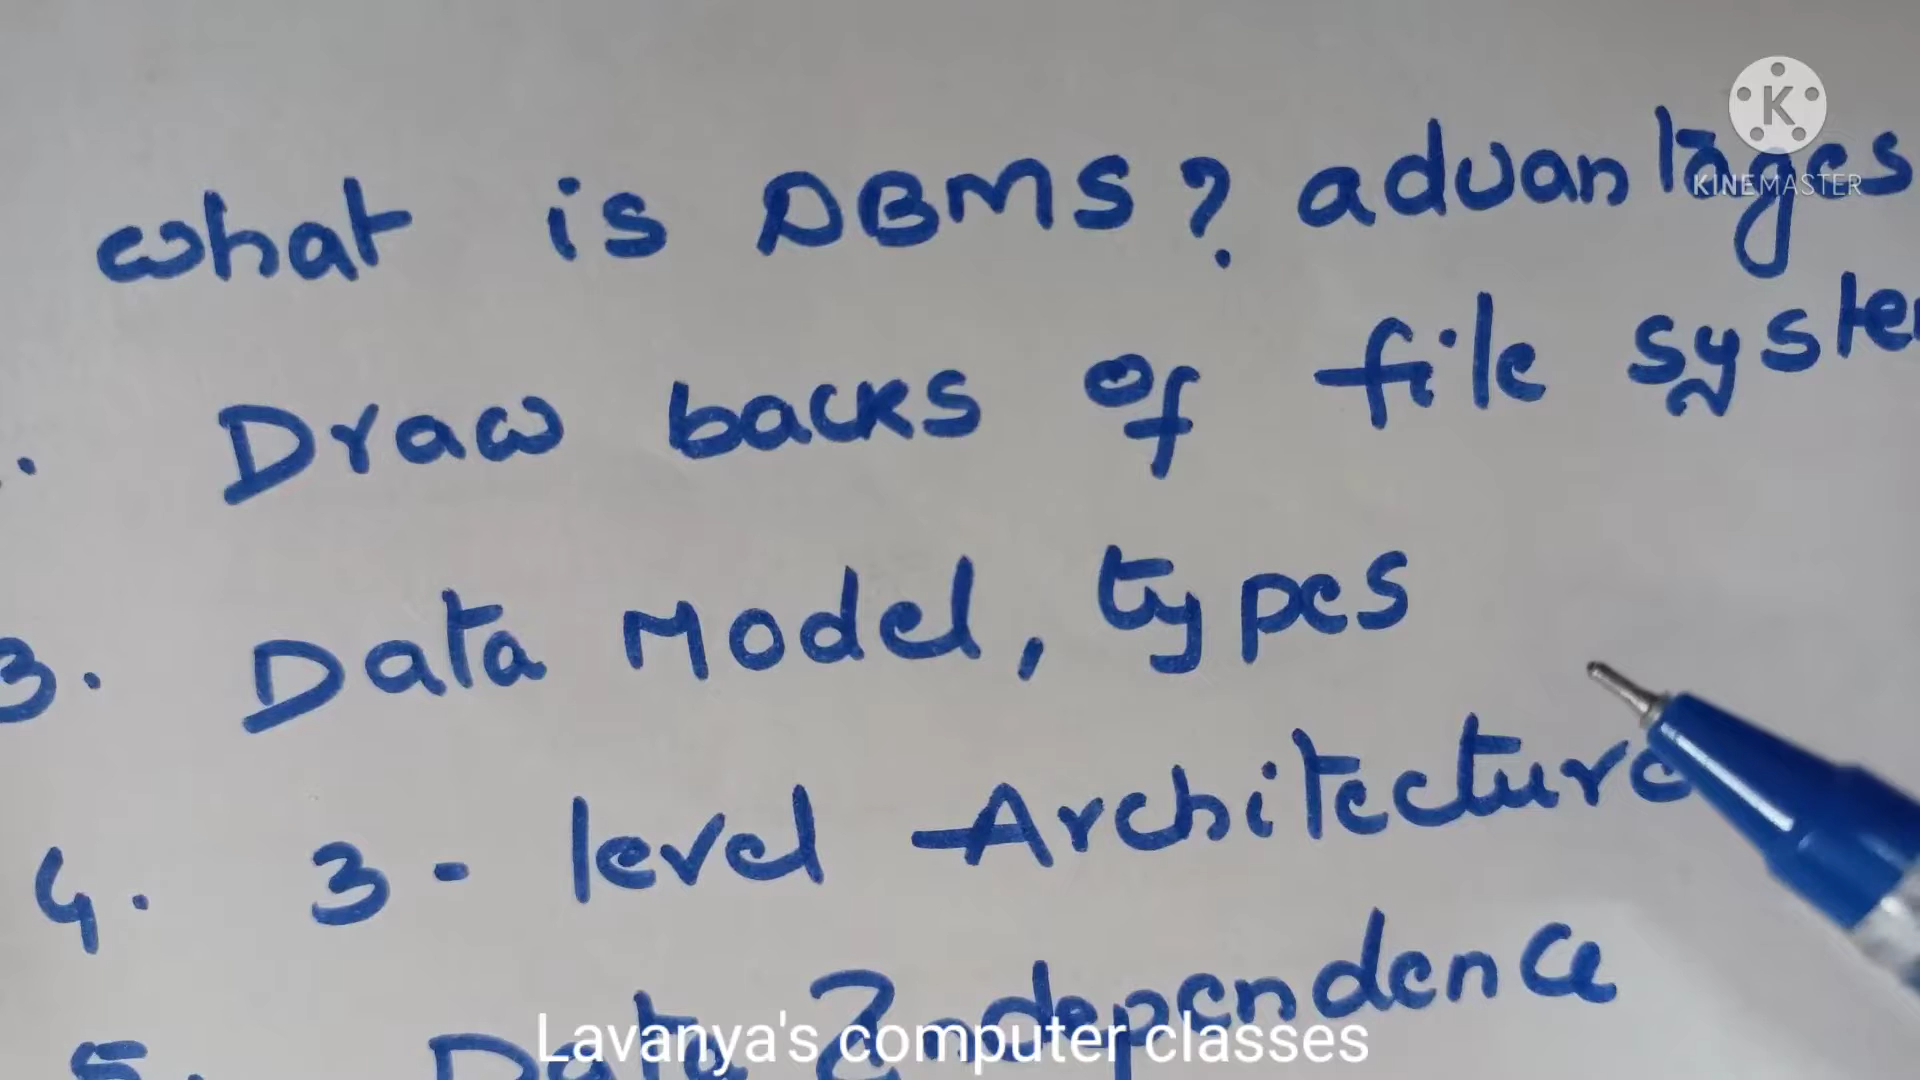 K
KINEMASTER
what is DBMS? advantages
. Draw backs of file system
3. Data Model, types
4. 3-level Architecture
5. Data Independence
Lavanya's computer classes